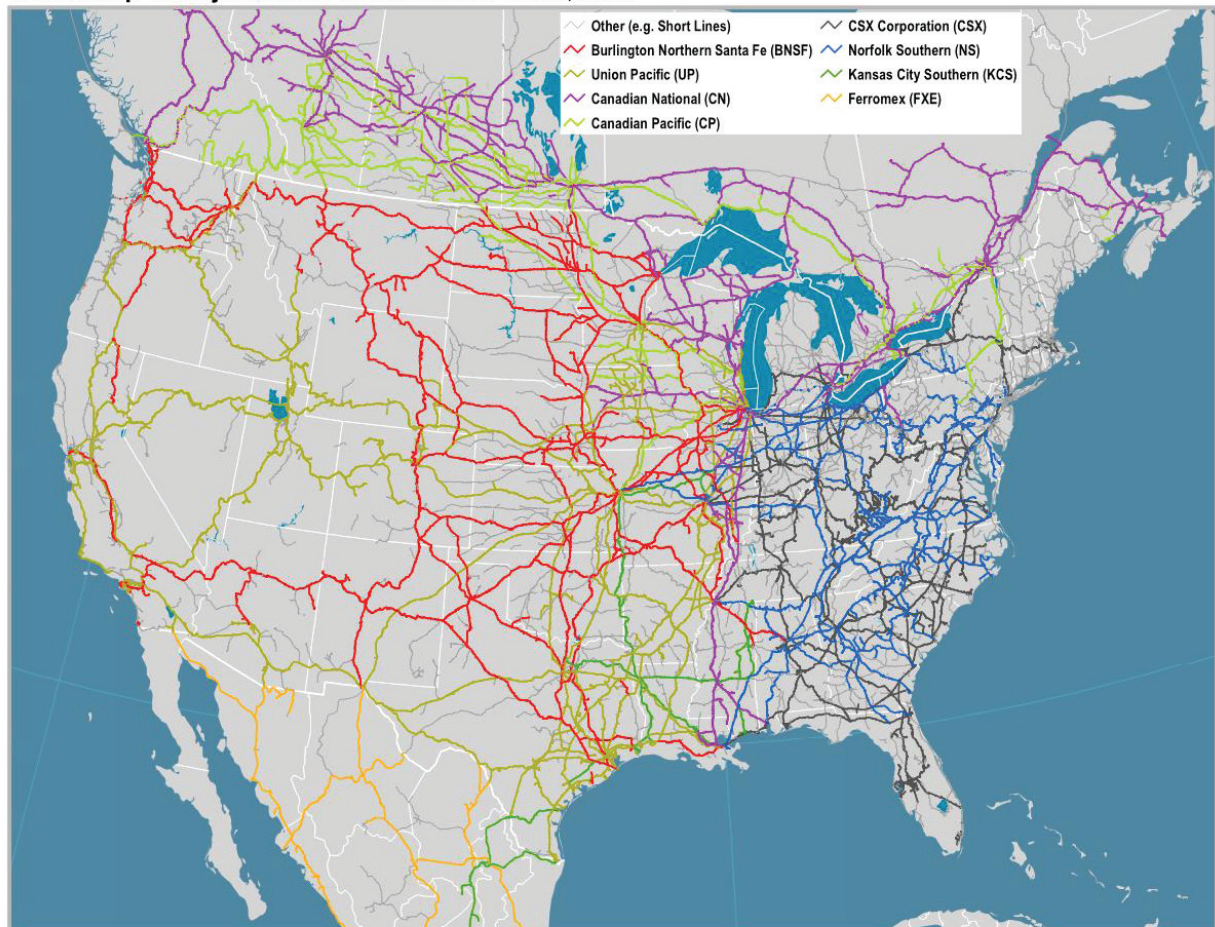 Other (e.g. Short Lines)
Burlington Northern Santa Fe (BNSF)
Union Pacific (UP)
Canadian National (CN)
Canadian Pacific (CP)
CSX Corporation (CSX)
Norfolk Southern (NS)
Kansas City Southern (KCS)
Ferromex (FXE)